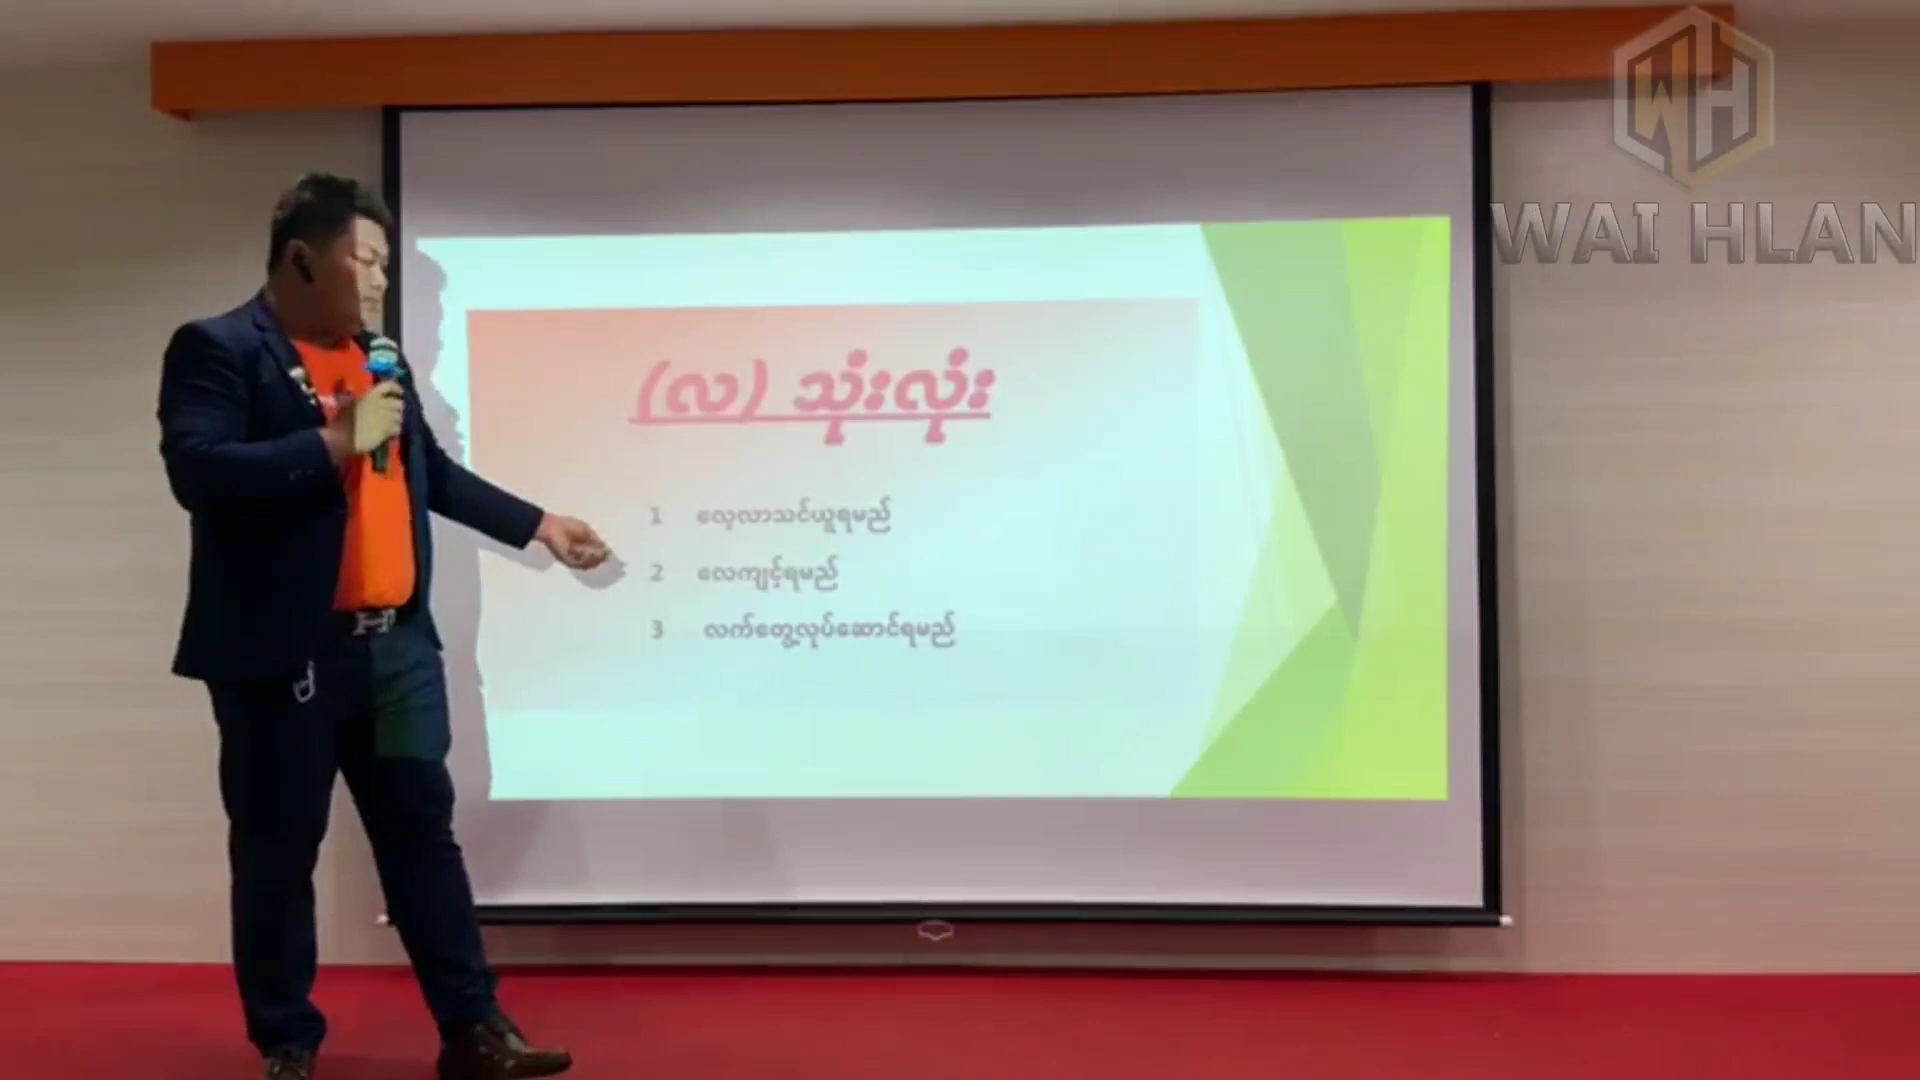 WH
WAI HLAN
(လ) သုံးလုံး
1 လေ့လာသင်ယူရမည်
2 လေကျင့်ရမည်
3 လက်တွေ့လုပ်ဆောင်ရမည်